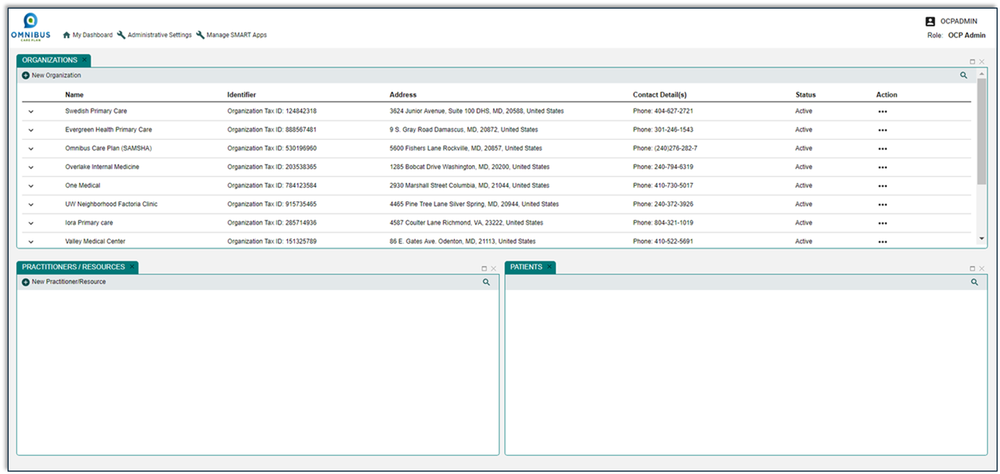 OMNIBUS
CARE PLAN
My Dashboard Administrative Settings Manage SMART Apps
OCPADMIN
Role: OCP Admin
ORGANIZATIONS
New Organization
Name Identifier Address Contact Detail(s) Status Action
Swedish Primary Care Organization Tax ID: 124842318 3624 Junior Avenue, Suite 100 DHS, MD, 20588, United States Phone: 404-627-2721 Active
Evergreen Health Primary Care Organization Tax ID: 888567481 9 S. Gray Road Damascus, MD, 20872, United States Phone: 301-246-1543 Active
Omnibus Care Plan (SAMSHA) Organization Tax ID: 530196960 5600 Fishers Lane Rockville, MD, 20857, United States Phone: (240)276-282-7 Active
Overlake Internal Medicine Organization Tax ID: 203538365 1285 Bobcat Drive Washington, MD, 20200, United States Phone: 240-794-6319 Active
One Medical Organization Tax ID: 784123584 2930 Marshall Street Columbia, MD, 21044, United States Phone: 410-730-5017 Active
UW Neighborhood Factoria Clinic Organization Tax ID: 915735465 4465 Pine Tree Lane Silver Spring, MD, 20944, United States Phone: 240-372-3926 Active
Iora Primary care Organization Tax ID: 285714936 4587 Coulter Lane Richmond, VA, 23222, United States Phone: 804-321-1019 Active
Valley Medical Center Organization Tax ID: 151325789 86 E. Gates Ave. Odenton, MD, 21113, United States Phone: 410-522-5691 Active
PRACTITIONERS / RESOURCES
New Practitioner/Resource
PATIENTS